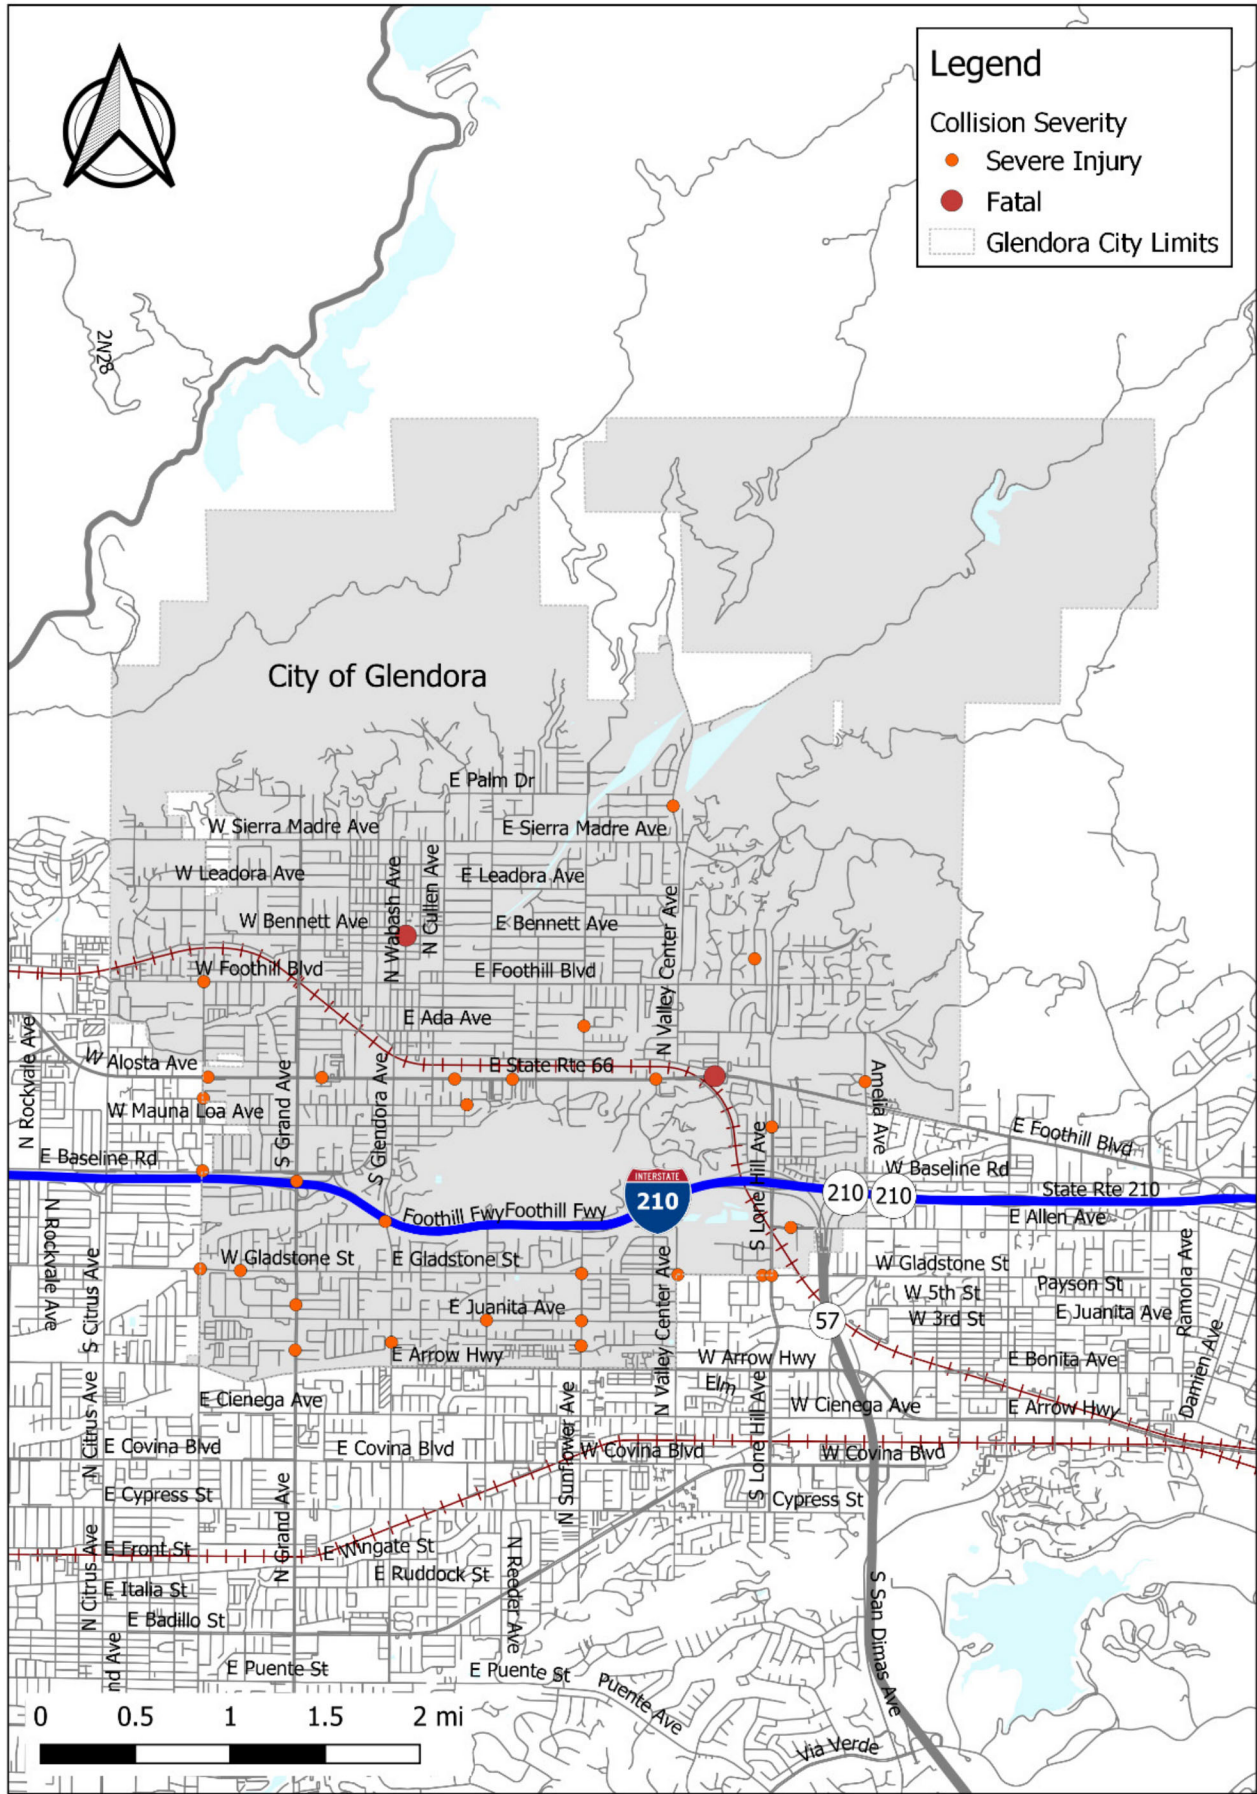 Legend
Collision Severity
Severe Injury
Fatal
Glendora City Limits
2N28
City of Glendora
E Palm Dr
W Sierra Madre Ave
E Sierra Madre Ave
W Leadora Ave
E Leadora Ave
N Wabash Ave
N Cullen Ave
W Bennett Ave
E Bennett Ave
N Valley Center Ave
W Foothill Blvd
E Foothill Blvd
E Ada Ave
N Rockvale Ave
W Alosta Ave
E State Rte 66
S Grand Ave
S Glendora Ave
Amelia Ave
W Mauna Loa Ave
E Foothill Blvd
E Baseline Rd
S Lone Hill Ave
W Baseline Rd
INTERSTATE
210
210
210
State Rte 210
N Rockvale Ave
Foothill Fwy
Foothill Fwy
E Allen Ave
S Citrus Ave
W Gladstone St
E Gladstone St
N Valley Center Ave
W Gladstone St
Ramona Ave
Payson St
W 5th St
E Juanita Ave
W 3rd St
E Juanita Ave
57
Damien Ave
E Arrow Hwy
W Arrow Hwy
E Bonita Ave
Elm
N Citrus Ave
E Cienega Ave
S Lone Hill Ave
W Cienega Ave
E Arrow Hwy
N Sunflower Ave
E Covina Blvd
E Covina Blvd
W Covina Blvd
W Covina Blvd
E Cypress St
Cypress St
N Grand Ave
N Citrus Ave
E Front St
E Wingate St
N Reeder Ave
E Ruddock St
E Italia St
S San Dimas Ave
E Badillo St
nd Ave
E Puente St
E Puente St
Puente Ave
Via Verde
0 0.5 1 1.5 2 mi